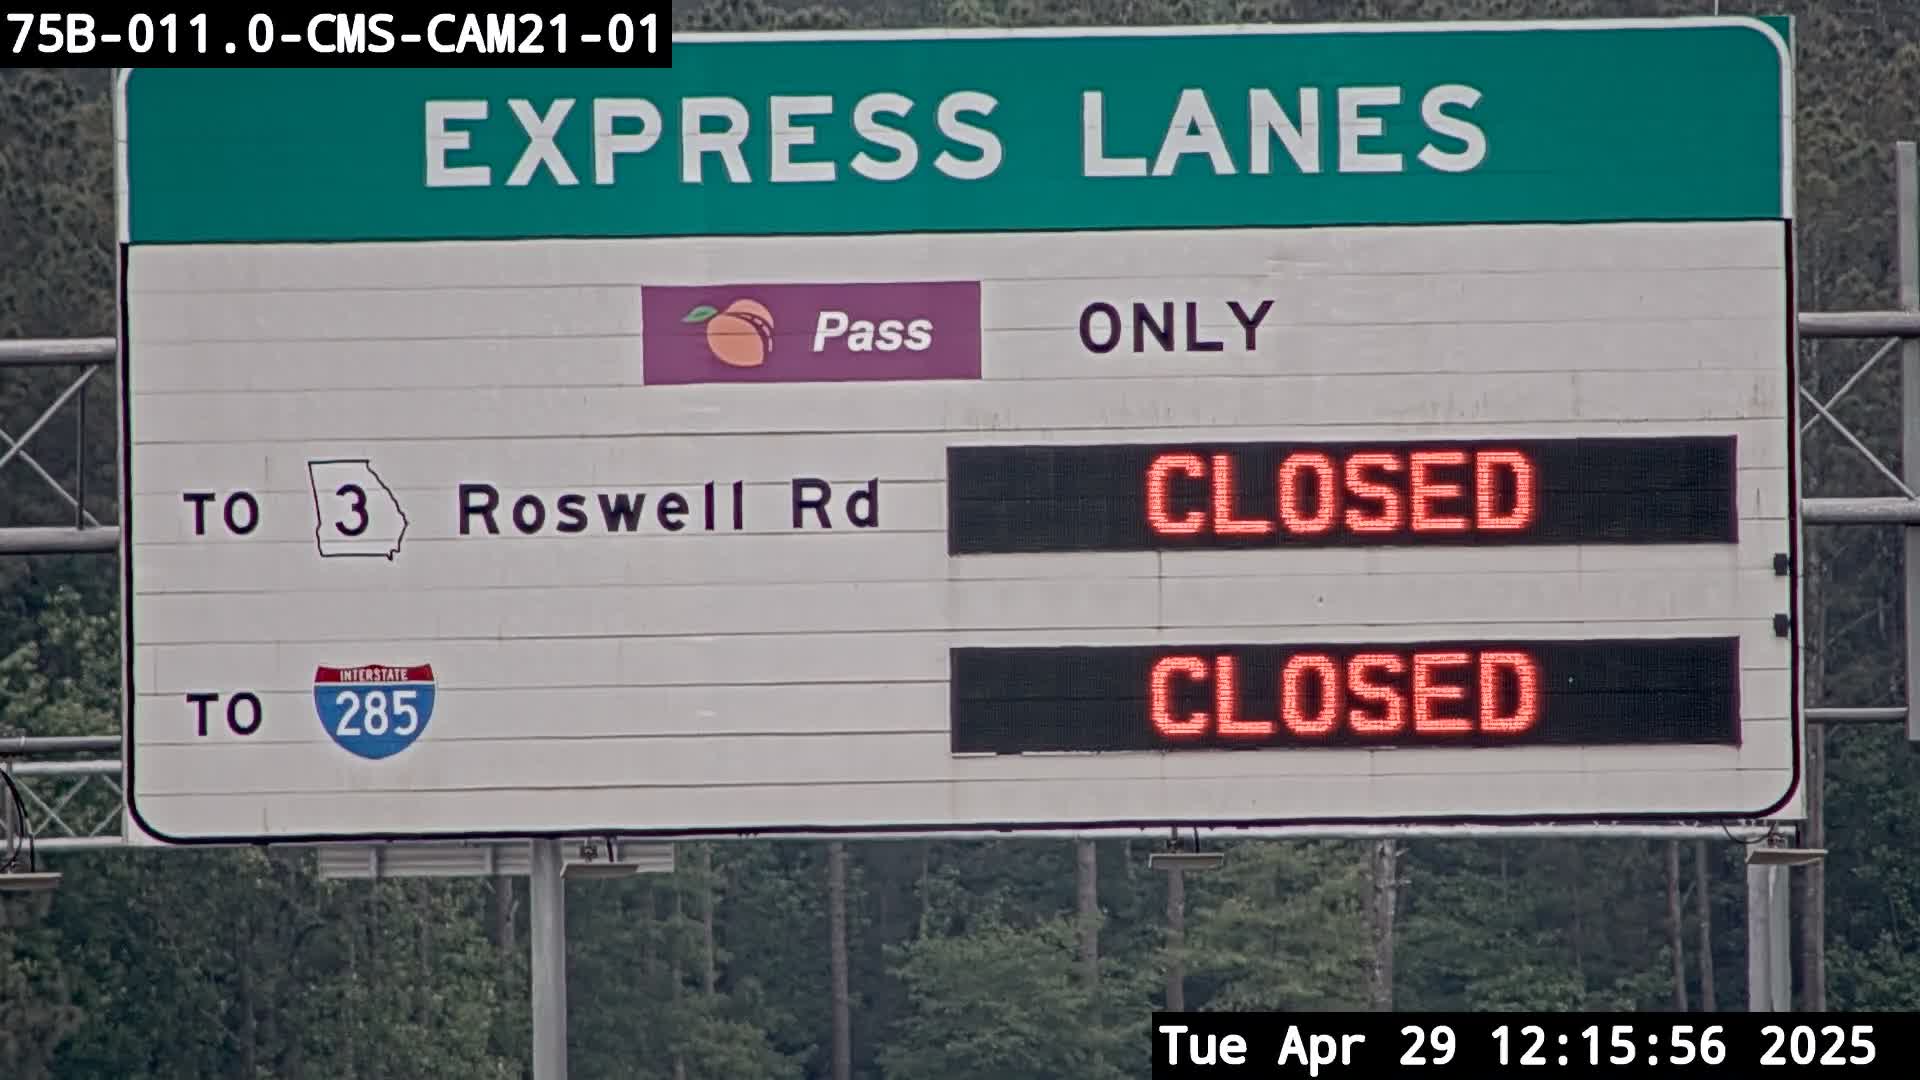 75B-011.0-CMS-CAM21-01
EXPRESS LANES
Pass ONLY
TO 3 Roswell Rd CLOSED
TO INTERSTATE 285 CLOSED
Tue Apr 29 12:15:56 2025